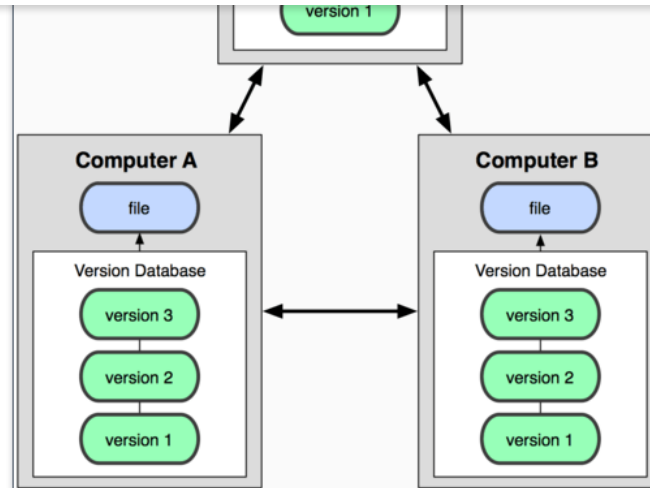 version 1
Computer A
file
Version Database
version 3
version 2
version 1
Computer B
file
Version Database
version 3
version 2
version 1